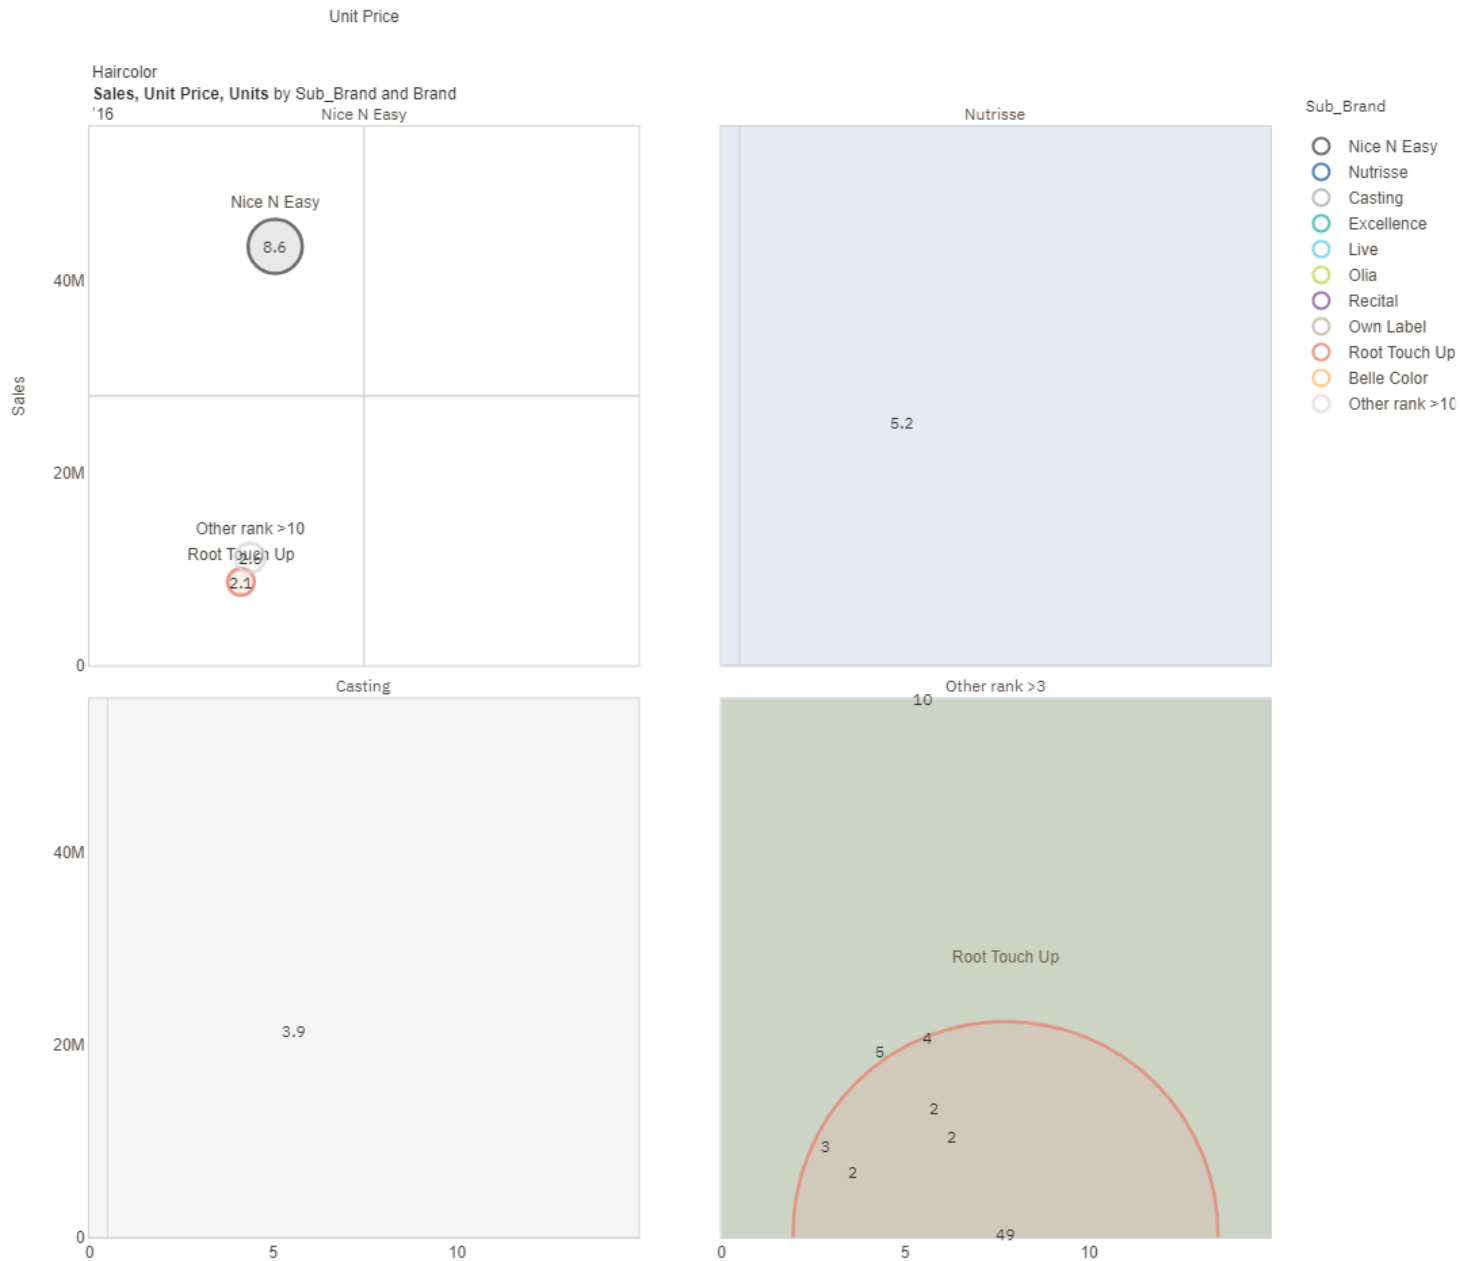 Unit Price
Haircolor
Sales, Unit Price, Units by Sub_Brand and Brand
'16
Nice N Easy
Nutrisse
Sub_Brand
Nice N Easy
Nutrisse
Casting
Excellence
Live
Olia
Recital
Own Label
Root Touch Up
Belle Color
Other rank >10
Sales
40M
20M
0
Nice N Easy
8.6
Other rank >10
Root Touch Up
2.6
2.1
5.2
Casting
Other rank >3
40M
20M
0
3.9
10
Root Touch Up
4
5
2
2
3
2
49
0 5 10
0 5 10